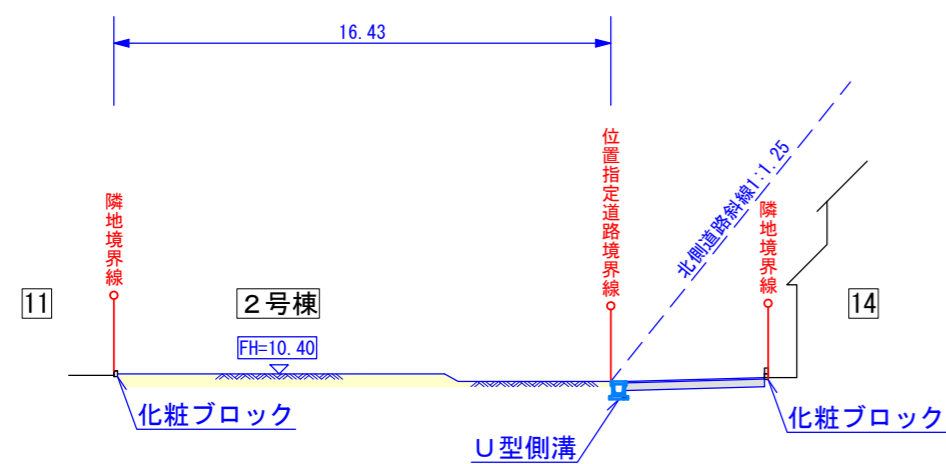 16.43
位置指定道路境界線
北側道路斜線1:1.25
隣地境界線
隣地境界線
11
2号棟
14
FH=10.40
化粧ブロック
化粧ブロック
U型側溝